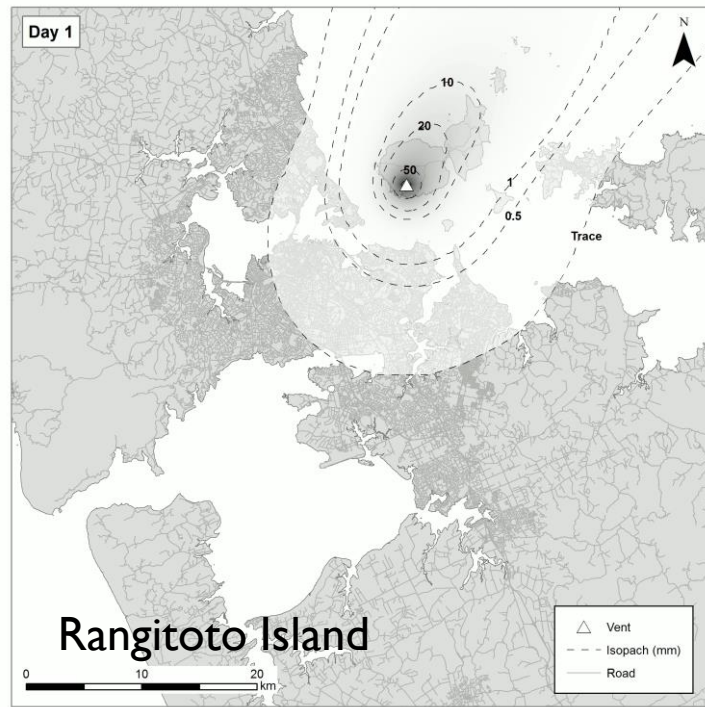 Day 1
N
10
20
50
1
0.5
Trace
Rangitoto Island
0 10 20
km
Vent
Isopach (mm)
Road